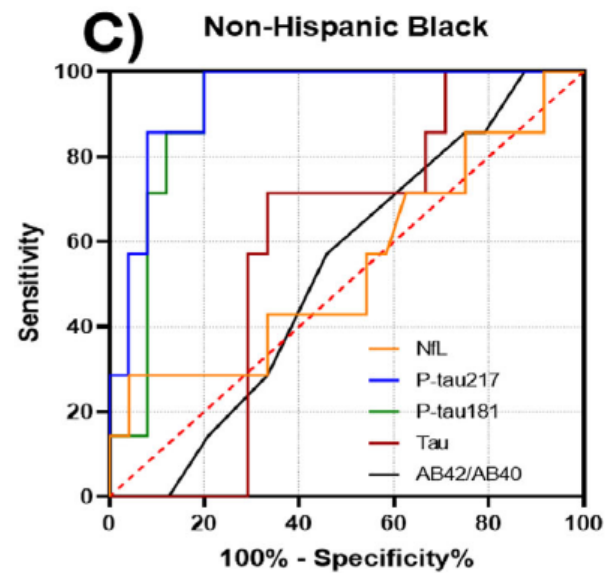 C) Non-Hispanic Black
100
80
60
40
20
0
Sensitivity
NfL
P-tau217
P-tau181
Tau
AB42/AB40
0 20 40 60 80 100
100% - Specificity%